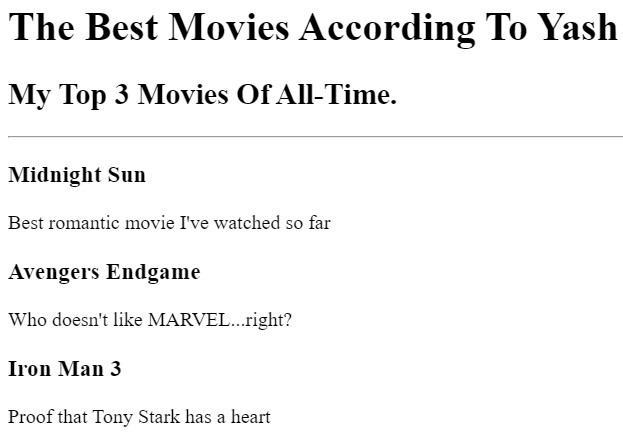 The Best Movies According To Yash
My Top 3 Movies Of All-Time.
Midnight Sun
Best romantic movie I've watched so far
Avengers Endgame
Who doesn't like MARVEL...right?
Iron Man 3
Proof that Tony Stark has a heart